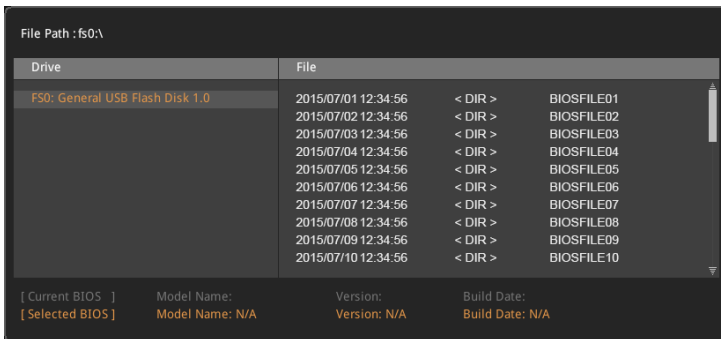 File Path : fs0:\
Drive File
FS0: General USB Flash Disk 1.0
2015/07/01 12:34:56 < DIR > BIOSFILE01
2015/07/02 12:34:56 < DIR > BIOSFILE02
2015/07/03 12:34:56 < DIR > BIOSFILE03
2015/07/04 12:34:56 < DIR > BIOSFILE04
2015/07/05 12:34:56 < DIR > BIOSFILE05
2015/07/06 12:34:56 < DIR > BIOSFILE06
2015/07/07 12:34:56 < DIR > BIOSFILE07
2015/07/08 12:34:56 < DIR > BIOSFILE08
2015/07/09 12:34:56 < DIR > BIOSFILE09
2015/07/10 12:34:56 < DIR > BIOSFILE10
[ Current BIOS ] Model Name: Version: Build Date:
[ Selected BIOS ] Model Name: N/A Version: N/A Build Date: N/A